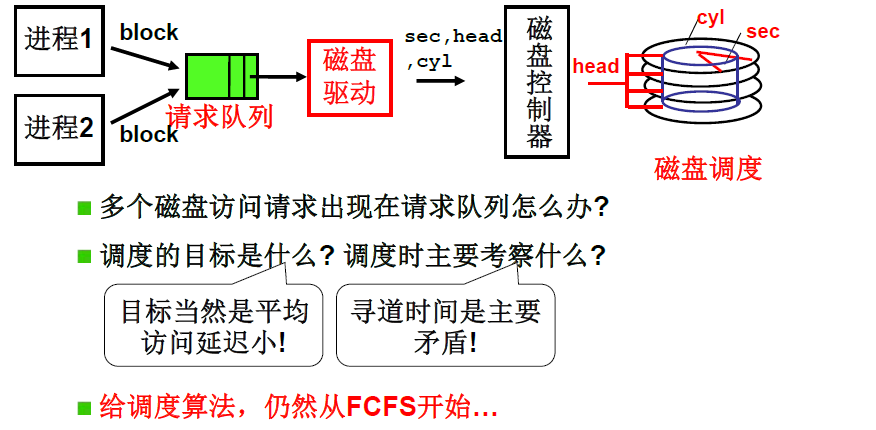 进程1
block
进程2
block
请求队列
磁盘
驱动
sec,head
,cyl
磁
盘
控
制
器
head
cyl
sec
磁盘调度
多个磁盘访问请求出现在请求队列怎么办?
调度的目标是什么? 调度时主要考察什么?
目标当然是平均
访问延迟小!
寻道时间是主要
矛盾!
给调度算法，仍然从FCFS开始…